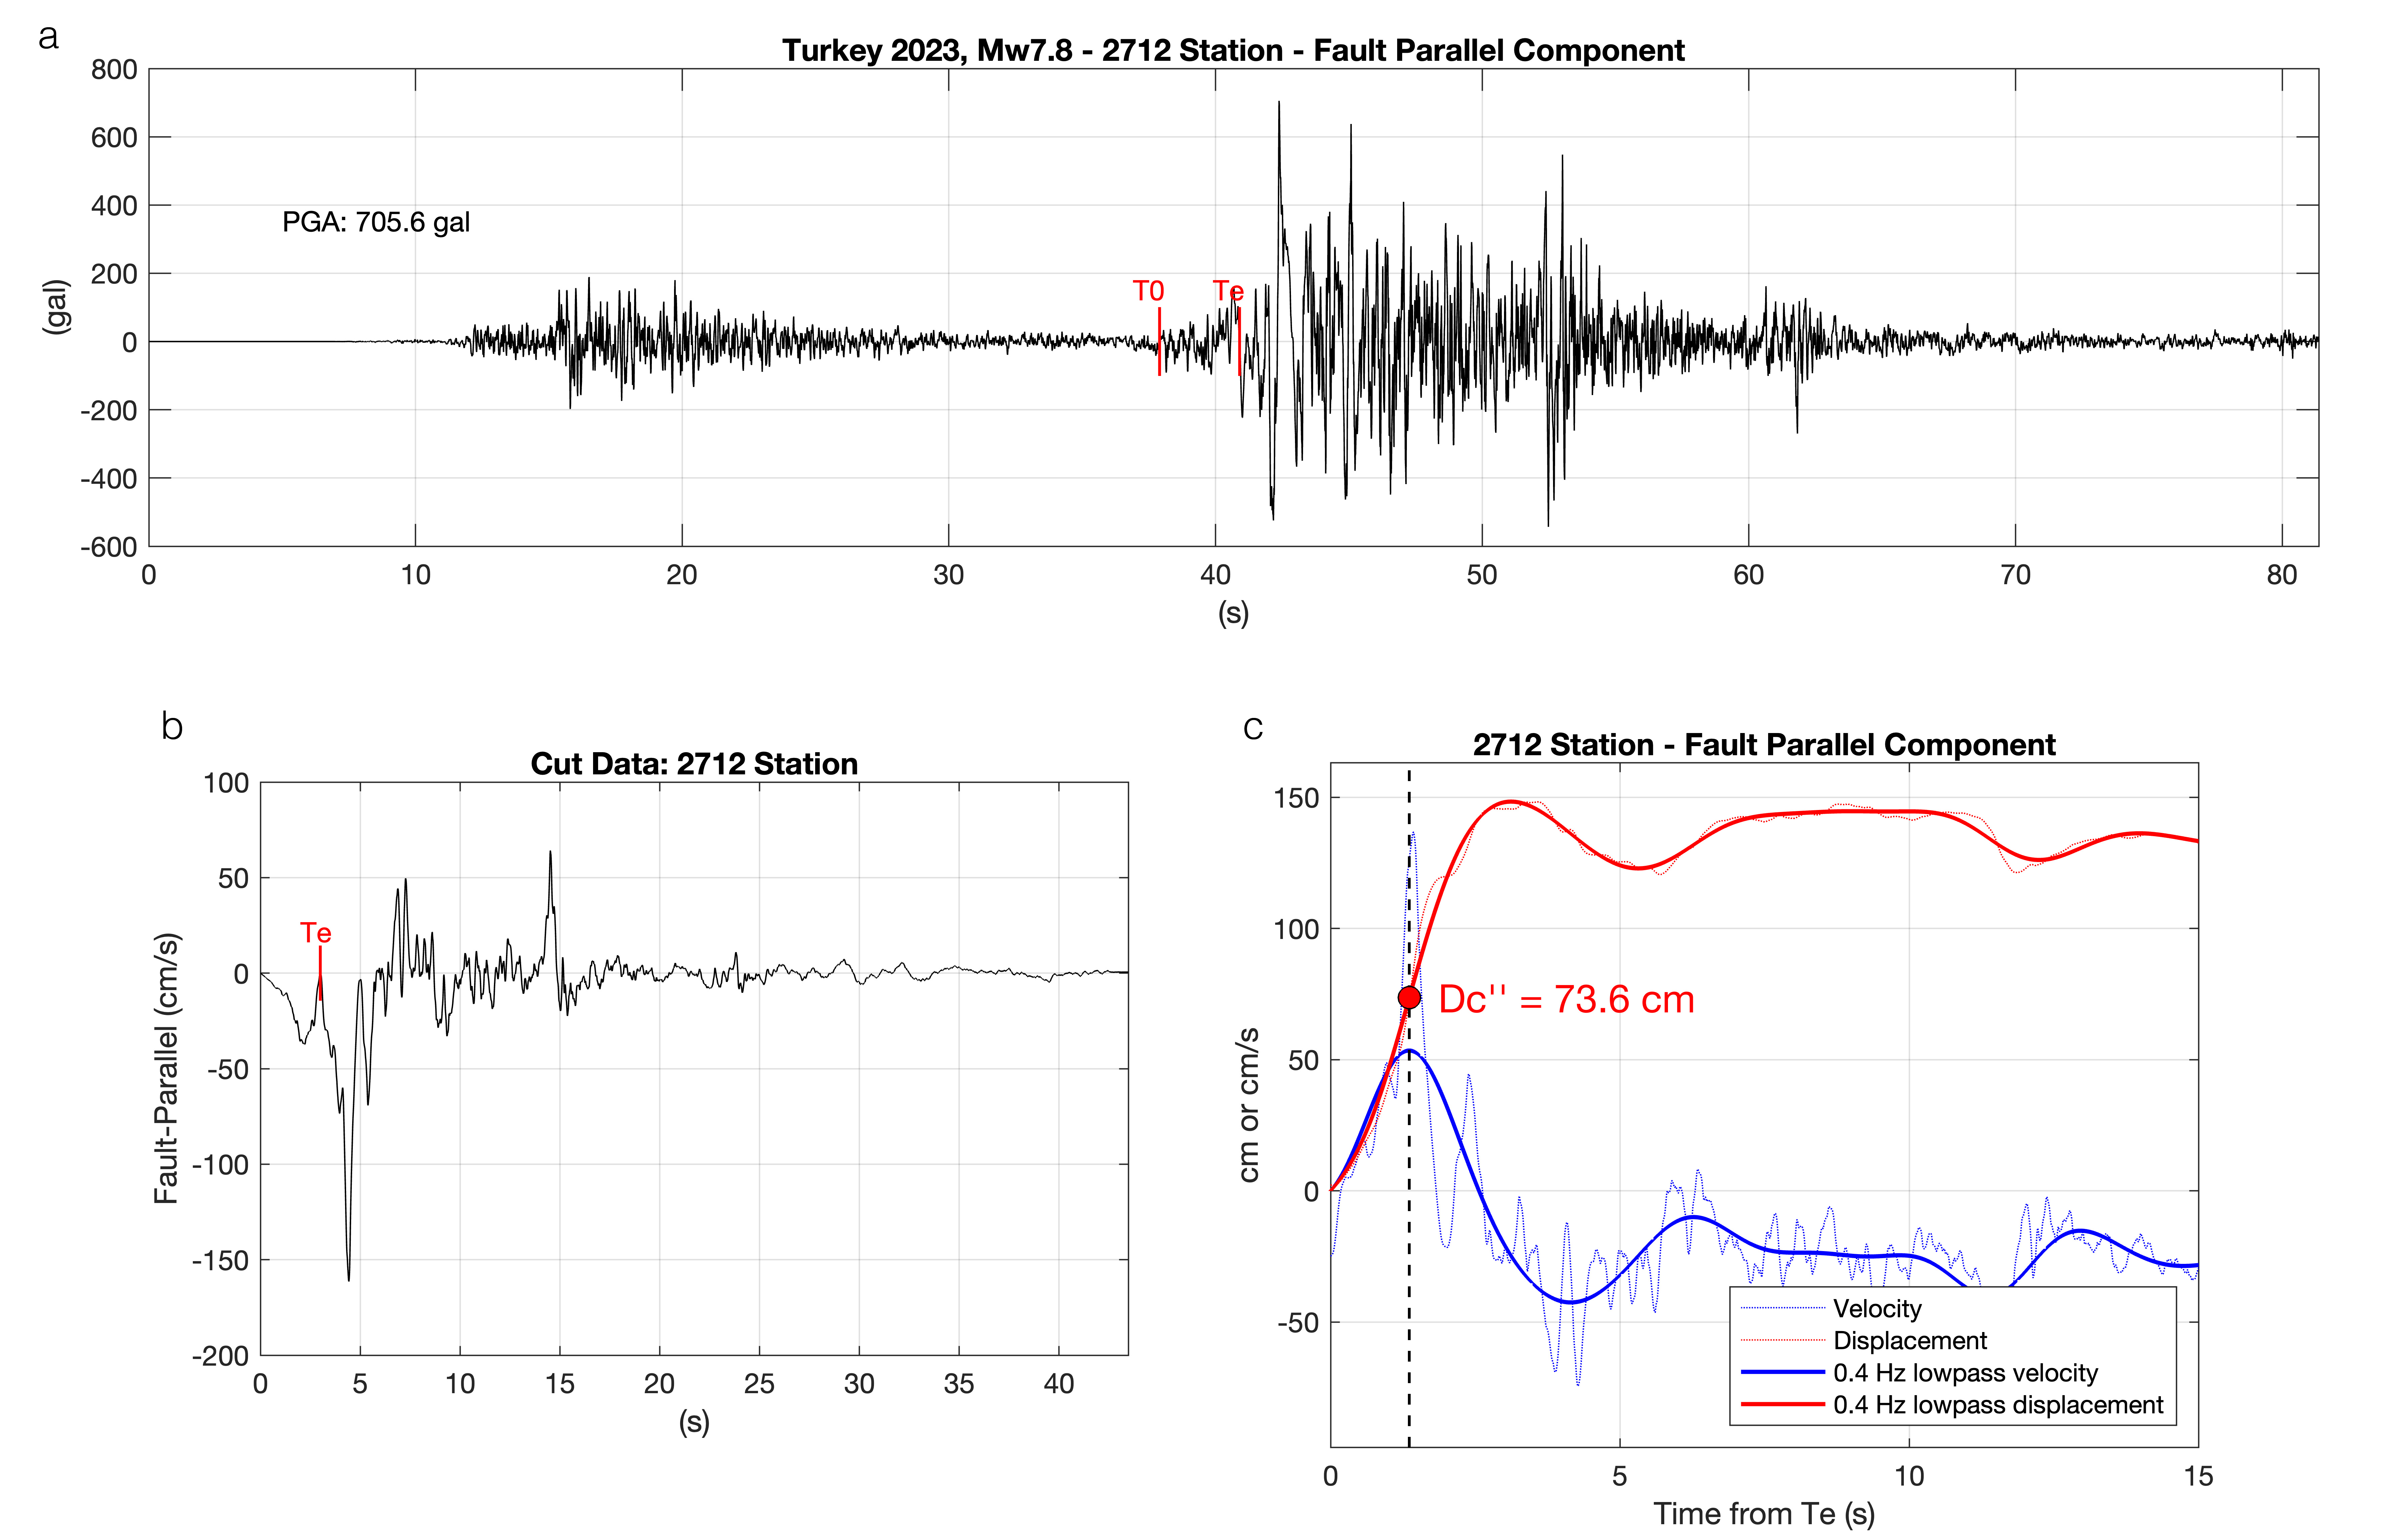 a
Turkey 2023, Mw7.8 - 2712 Station - Fault Parallel Component
800
600
400
200
0
-200
-400
-600
(gal)
PGA: 705.6 gal
T0
Te
0 10 20 30 40 50 60 70 80
(s)
b
Cut Data: 2712 Station
100
50
0
-50
-100
-150
-200
Fault-Parallel (cm/s)
Te
0 5 10 15 20 25 30 35 40
(s)
c
2712 Station - Fault Parallel Component
150
100
50
0
-50
cm or cm/s
Dc'' = 73.6 cm
Velocity
Displacement
0.4 Hz lowpass velocity
0.4 Hz lowpass displacement
0 5 10 15
Time from Te (s)